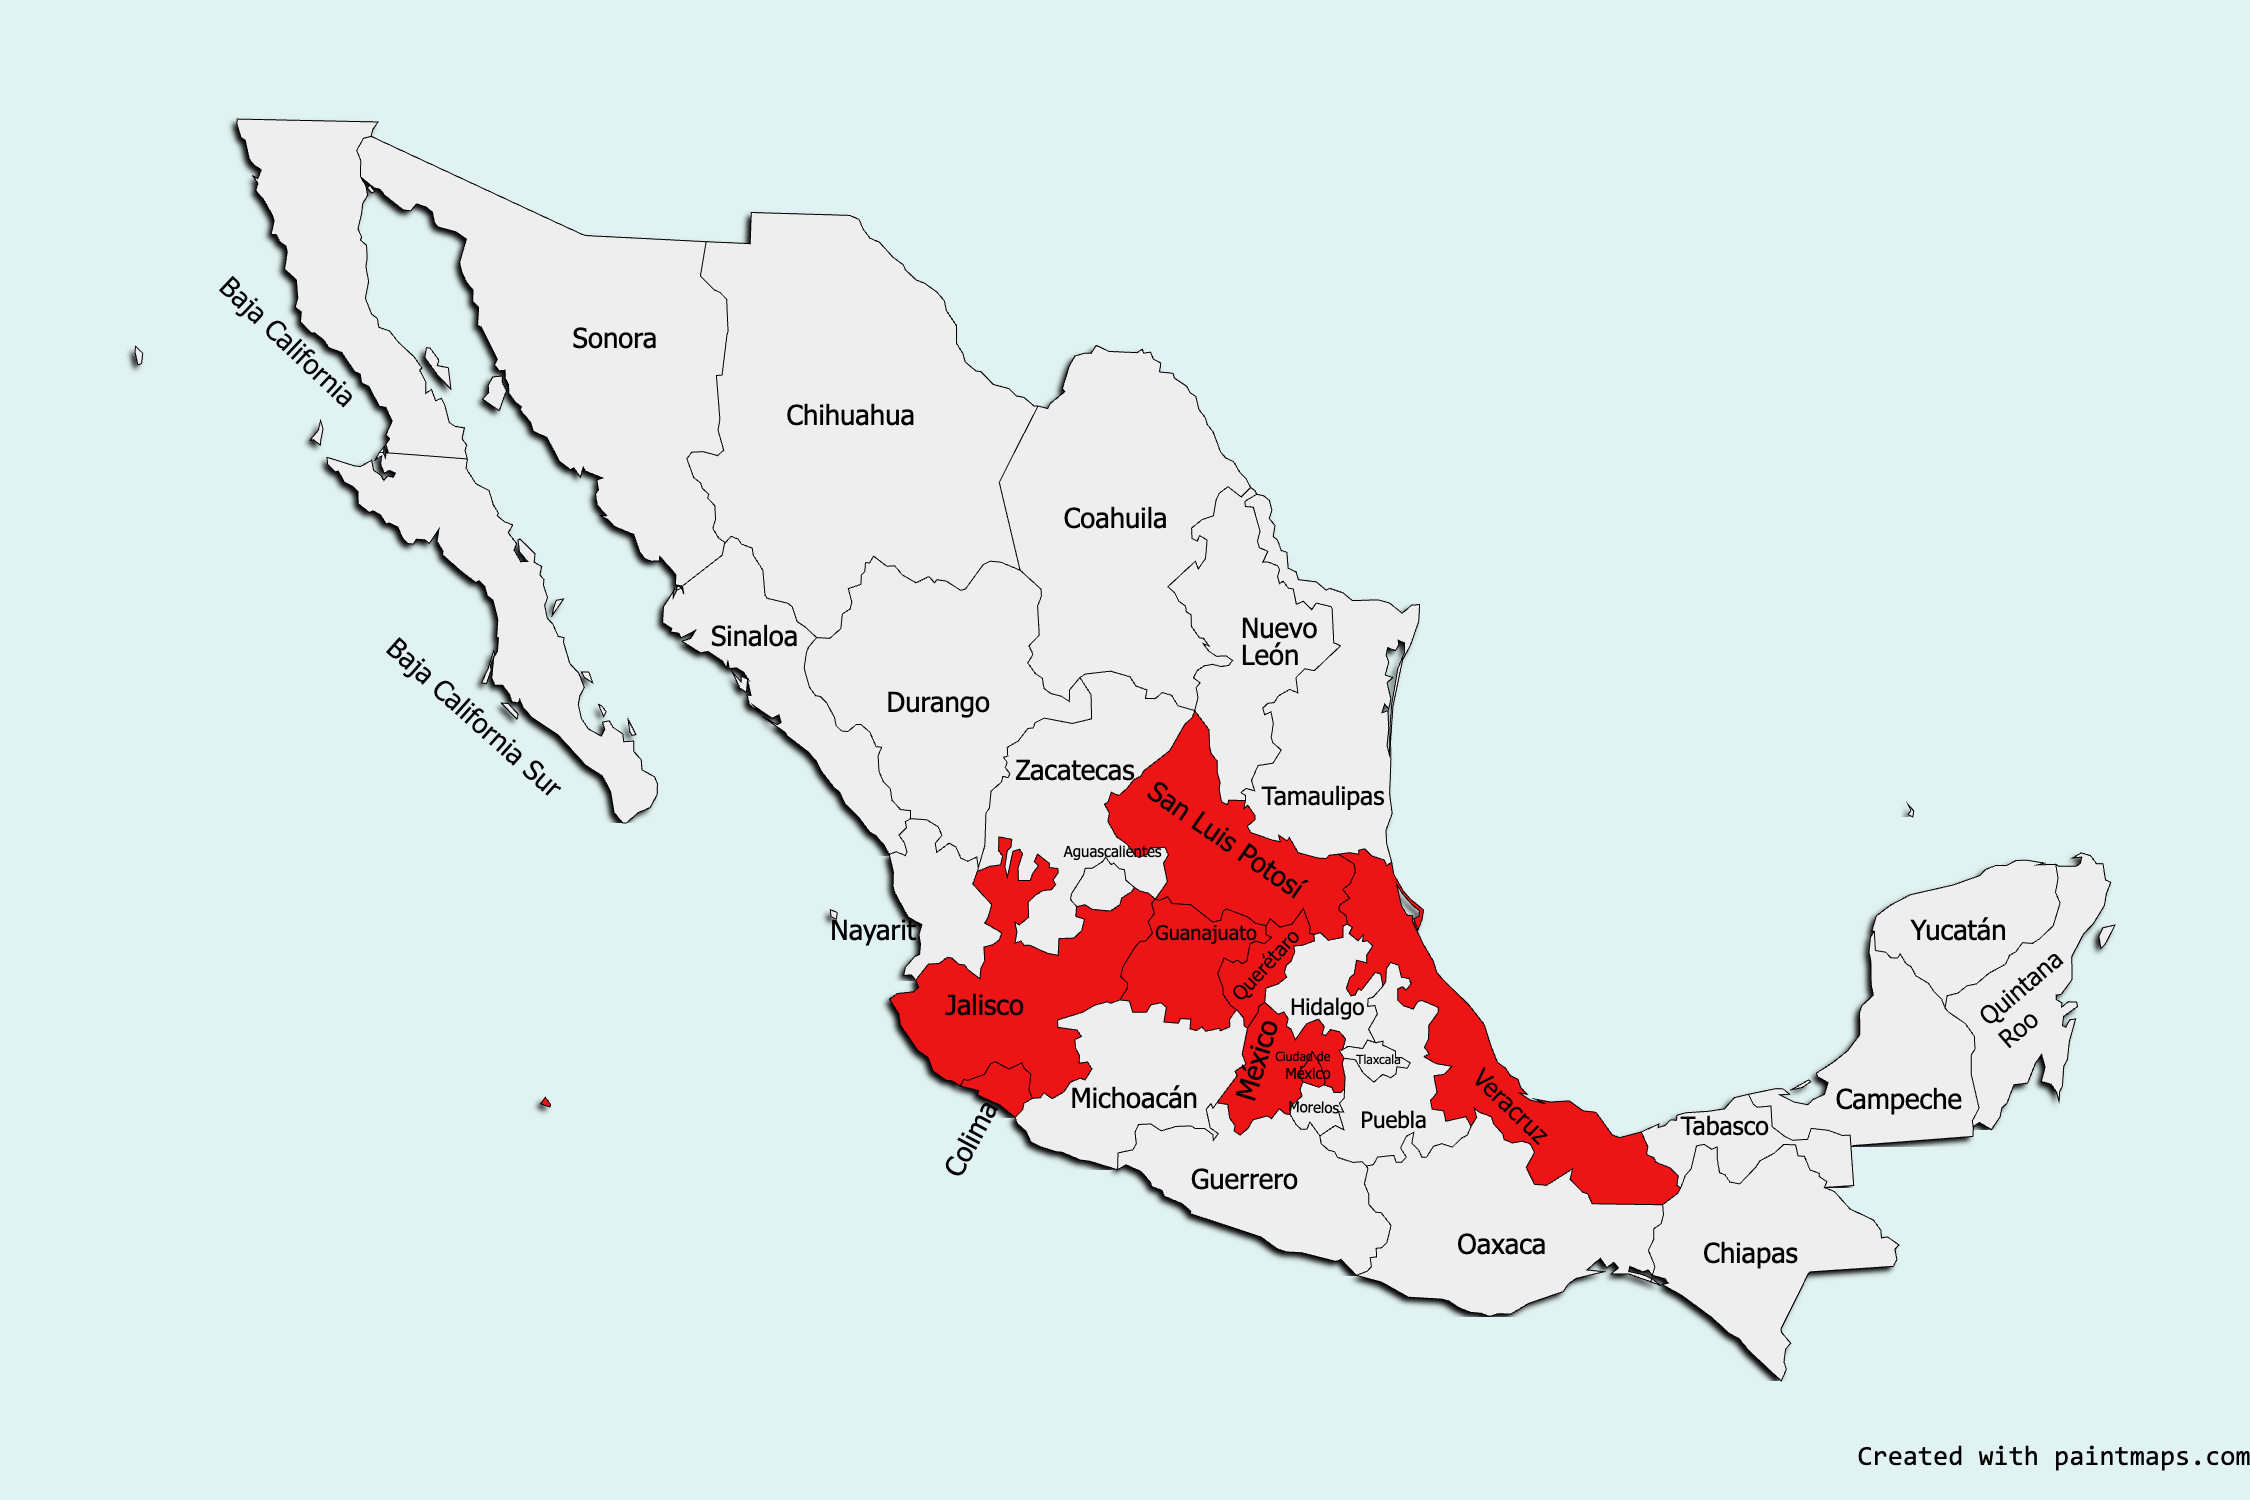 Baja California
Sonora
Chihuahua
Coahuila
Nuevo
León
Sinaloa
Baja California Sur
Durango
Zacatecas
San Luis Potosí
Tamaulipas
Aguascalientes
Nayarit
Guanajuato
Querétaro
Jalisco
Hidalgo
México
Ciudad de
México
Tlaxcala
Michoacán
Morelos
Puebla
Veracruz
Colima
Guerrero
Oaxaca
Tabasco
Chiapas
Campeche
Yucatán
Quintana
Roo
Created with paintmaps.com